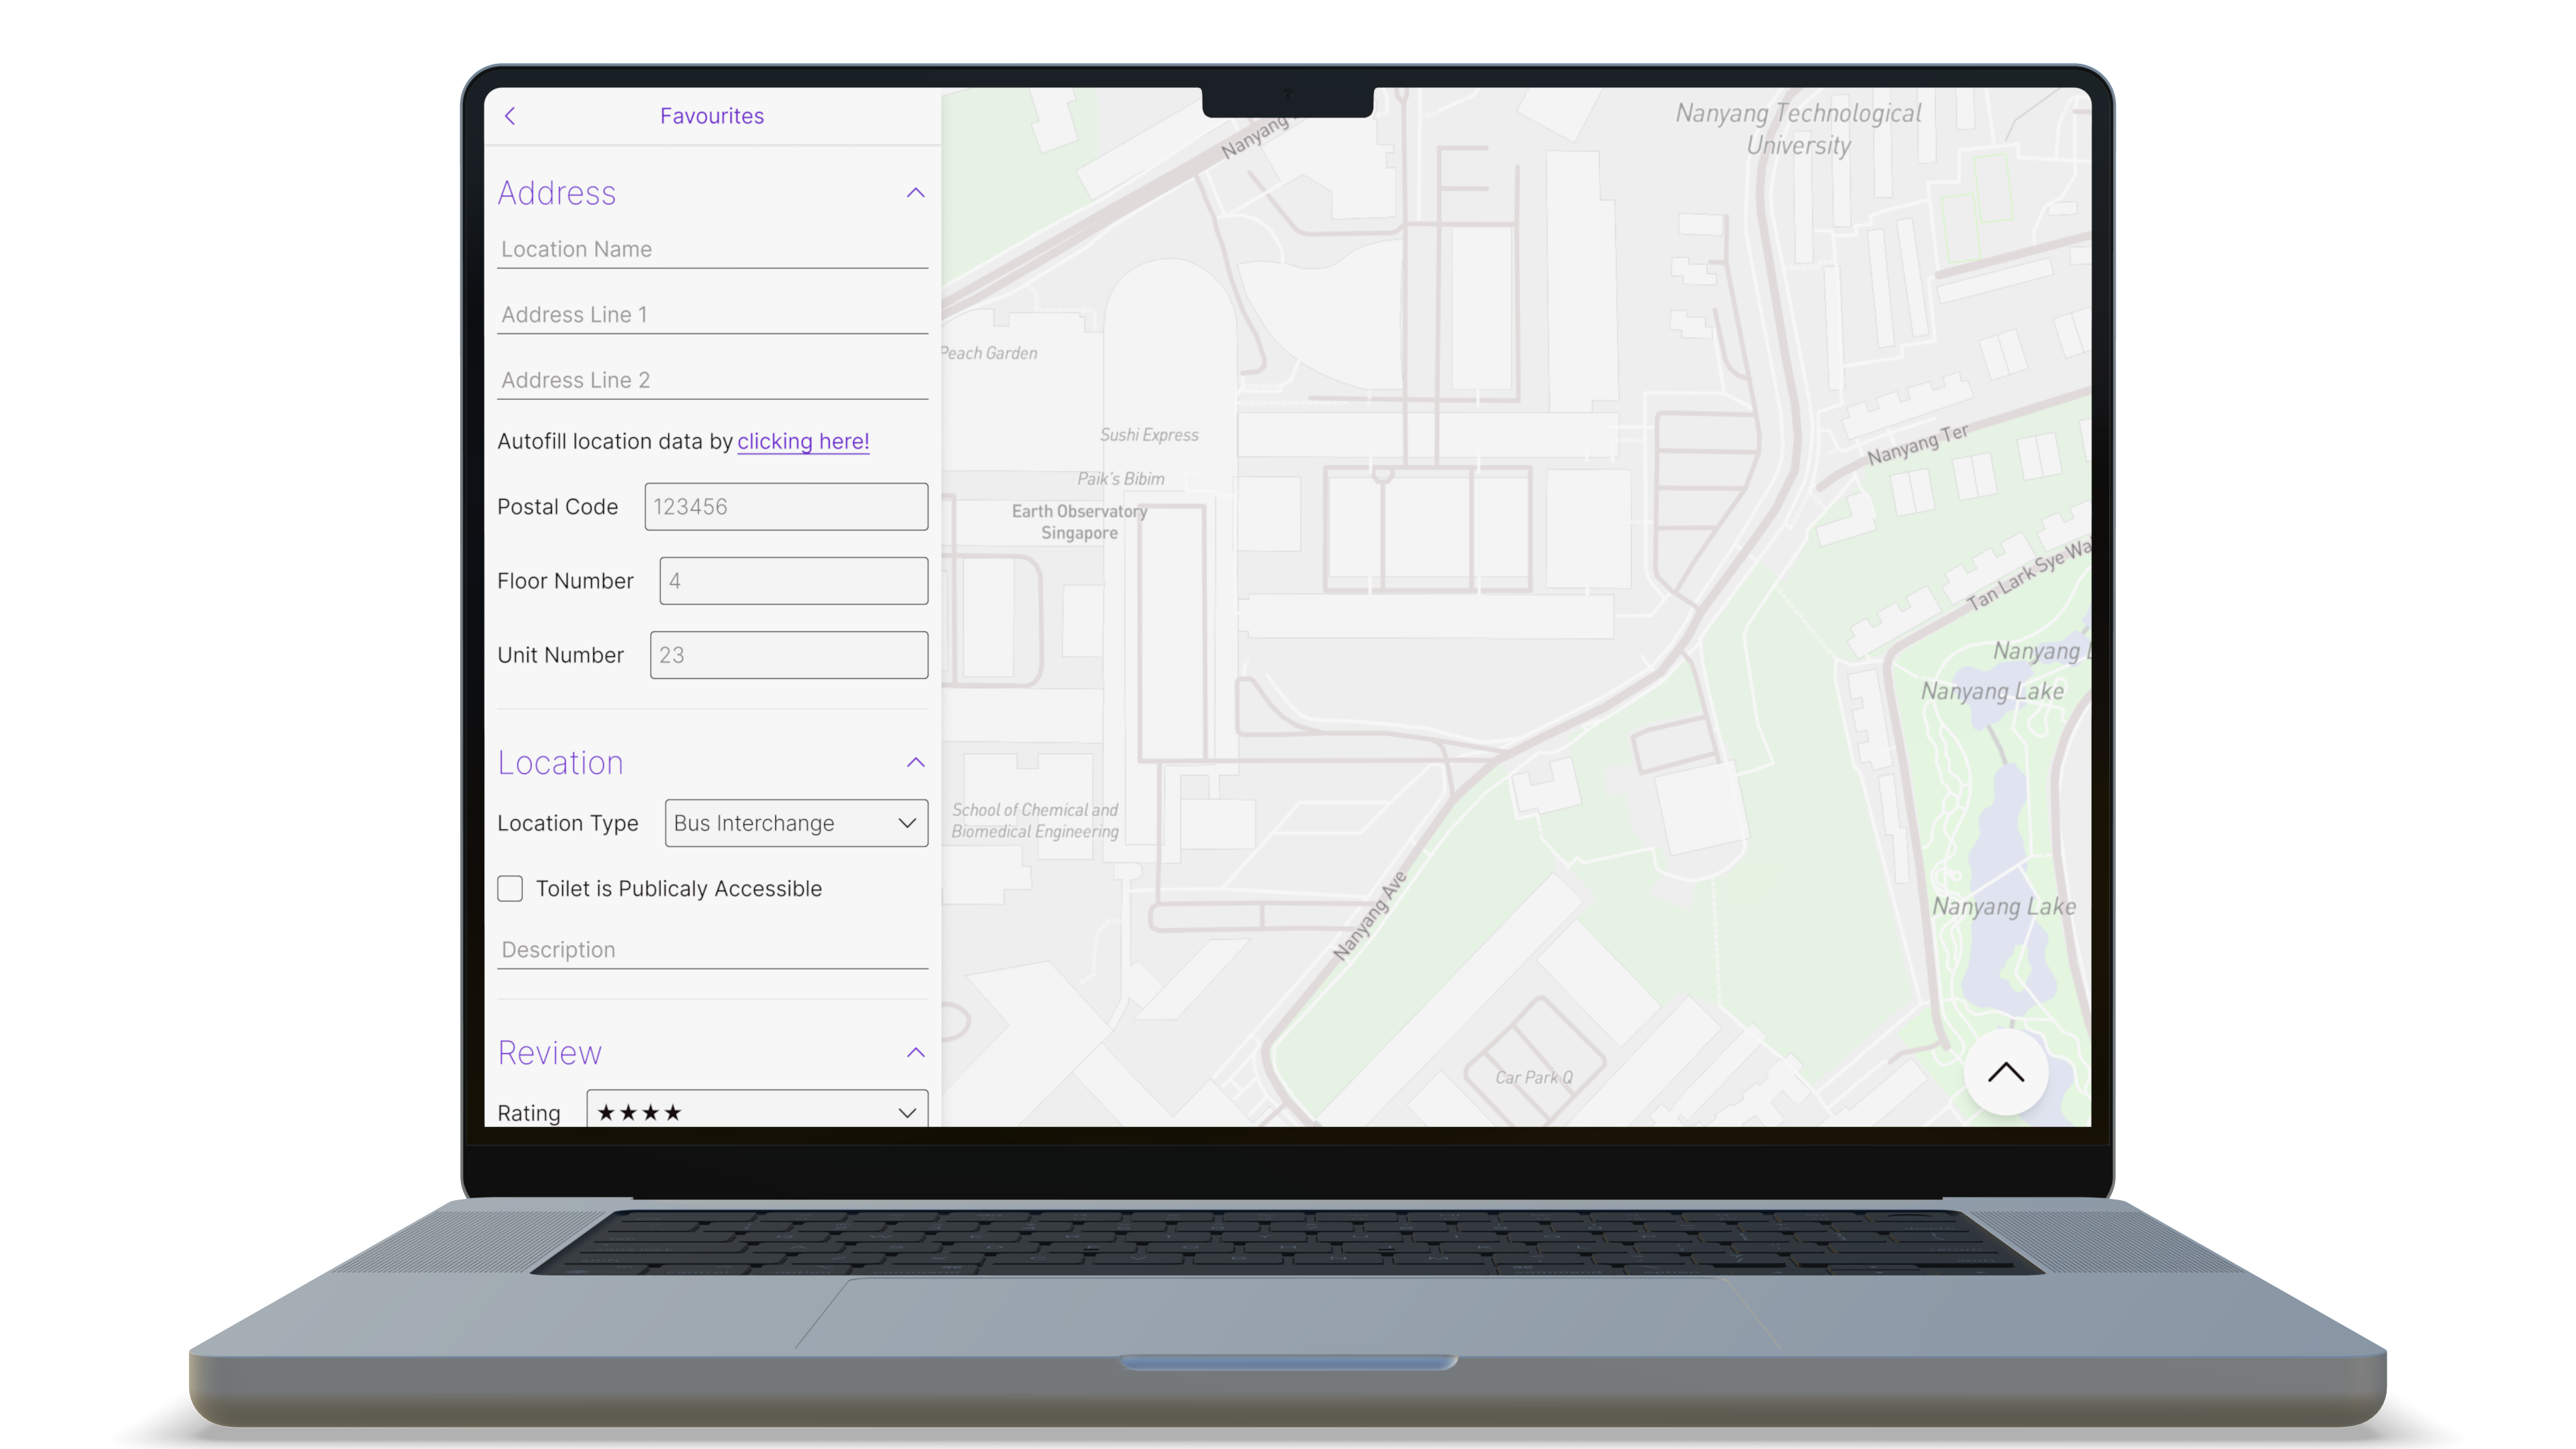 Favourites
Address
Location Name
Address Line 1
Address Line 2
Autofill location data by clicking here!
Postal Code 123456
Floor Number 4
Unit Number 23
Location
Location Type Bus Interchange
Toilet is Publicaly Accessible
Description
Review
Rating ★★★★
Nanyang
Nanyang Technological
University
Peach Garden
Sushi Express
Paik's Bibim
Earth Observatory
Singapore
Nanyang Ter
Tan Lark Sye Wa
Nanyang L
Nanyang Lake
School of Chemical and
Biomedical Engineering
Nanyang Ave
Nanyang Lake
Car Park Q